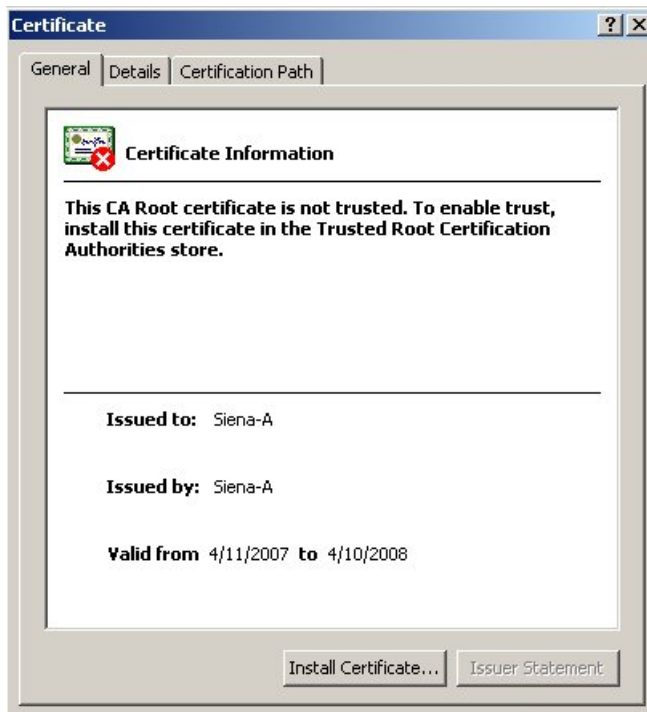 Certificate
General Details Certification Path
Certificate Information
This CA Root certificate is not trusted. To enable trust,
install this certificate in the Trusted Root Certification
Authorities store.
Issued to: Siena-A
Issued by: Siena-A
Valid from 4/11/2007 to 4/10/2008
Install Certificate... Issuer Statement